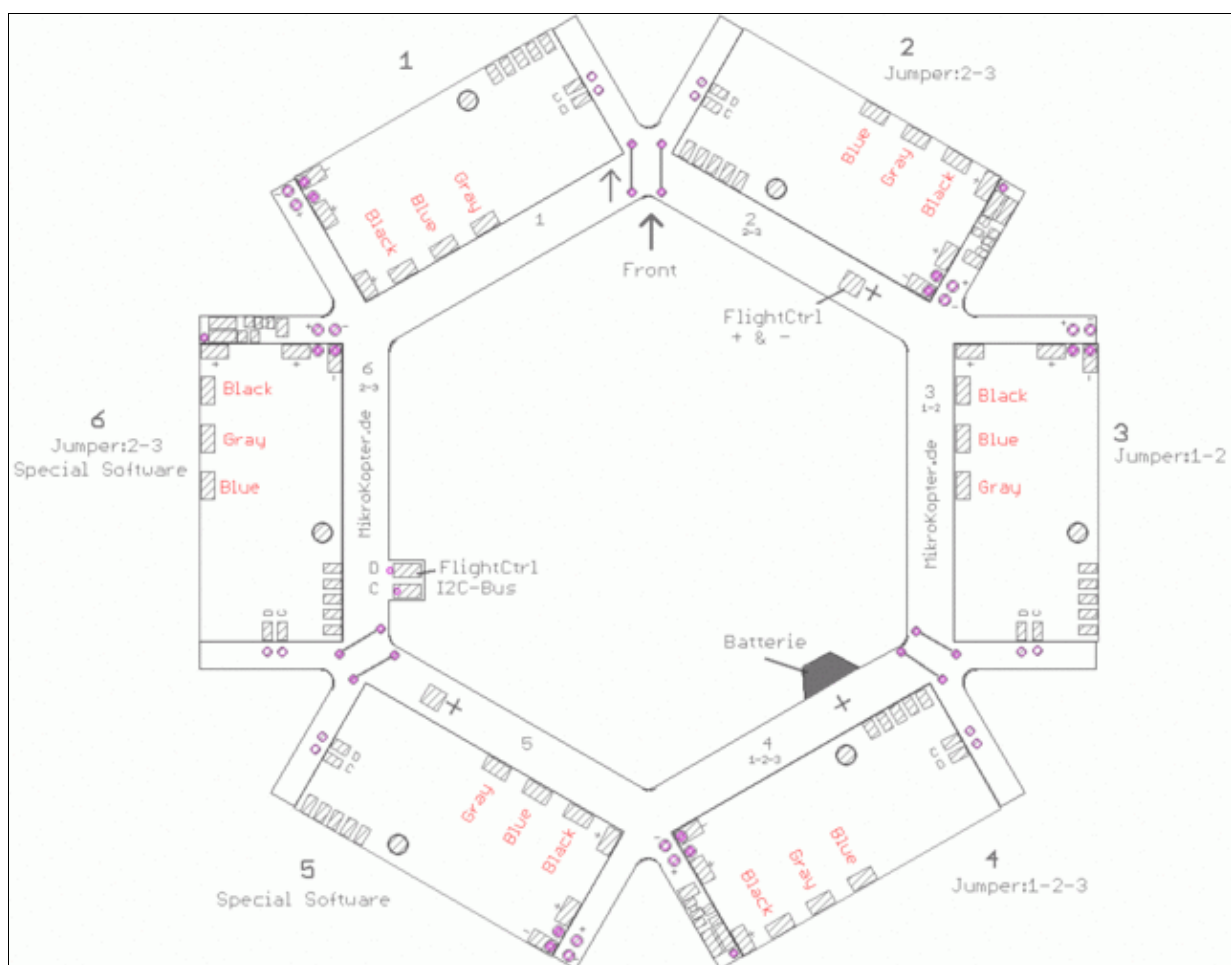 1
2
Jumper:2-3
D
C
C
D
Blue
Gray
Black
Gray
Blue
Black
1
2
2-3
Front
FlightCtrl
+ & -
6
2-3
MikroKopter.de
Black
Gray
Blue
6
Jumper:2-3
Special Software
3
1-2
MikroKopter.de
Black
Blue
Gray
3
Jumper:1-2
D
C
FlightCtrl
I2C-Bus
D
C
D
C
Batterie
5
4
1-2-3
D
C
C
D
Gray
Blue
Black
Blue
Gray
Black
5
Special Software
4
Jumper:1-2-3